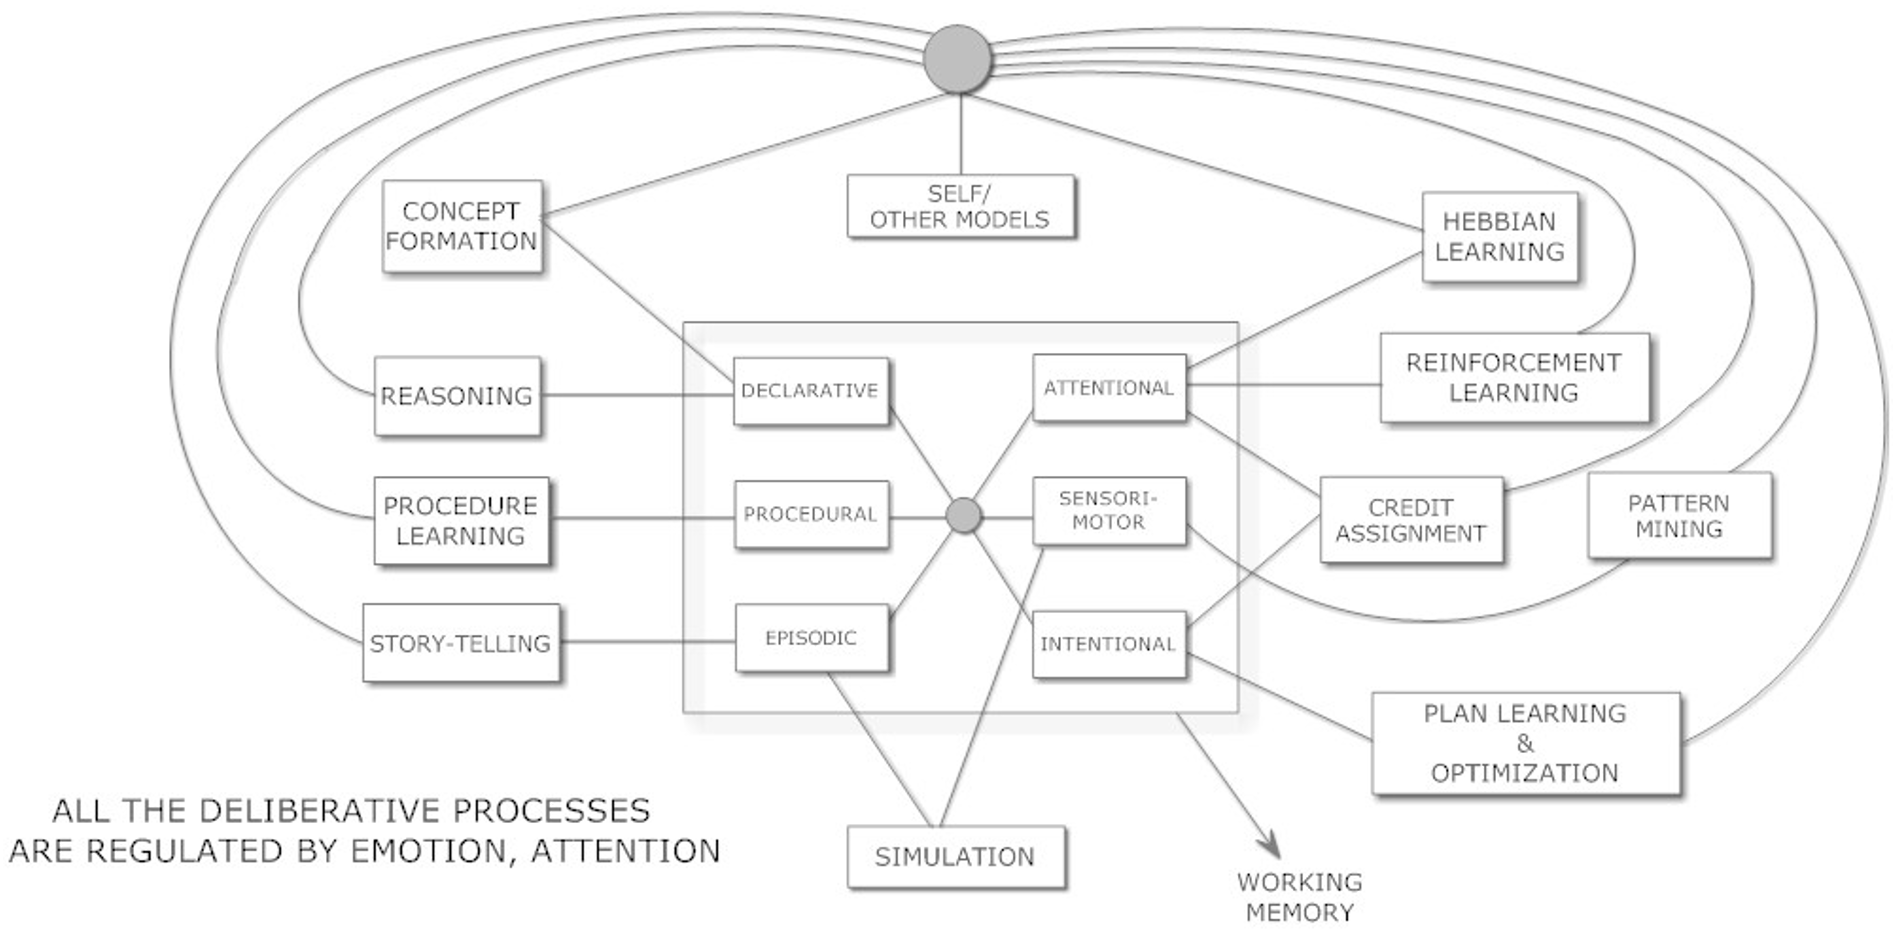 SELF/
OTHER MODELS
CONCEPT
FORMATION
HEBBIAN
LEARNING
REASONING
DECLARATIVE
ATTENTIONAL
REINFORCEMENT
LEARNING
PROCEDURE
LEARNING
PROCEDURAL
SENSORI-
MOTOR
CREDIT
ASSIGNMENT
PATTERN
MINING
STORY-TELLING
EPISODIC
INTENTIONAL
PLAN LEARNING
&
OPTIMIZATION
ALL THE DELIBERATIVE PROCESSES
ARE REGULATED BY EMOTION, ATTENTION
SIMULATION
WORKING
MEMORY